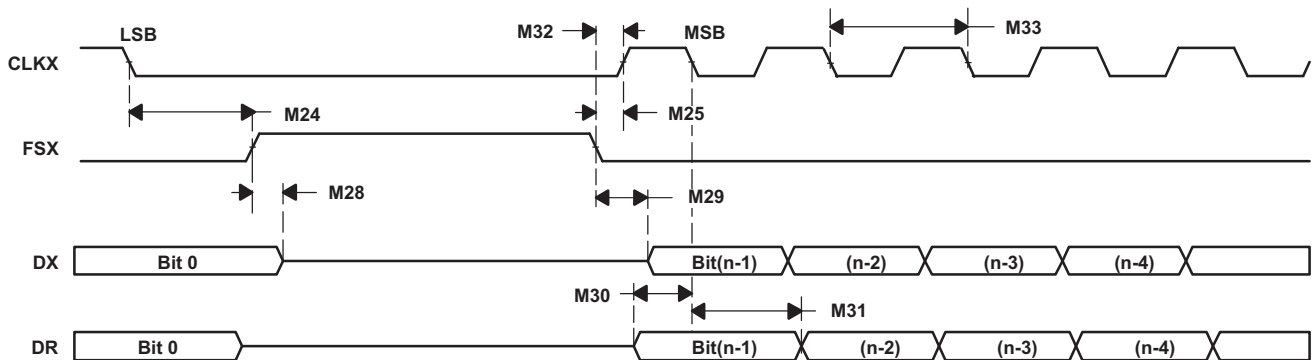 LSB M32 MSB M33
CLKX
M24 M25
FSX
M28 M29
DX Bit 0 Bit(n-1) (n-2) (n-3) (n-4)
M30 M31
DR Bit 0 Bit(n-1) (n-2) (n-3) (n-4)